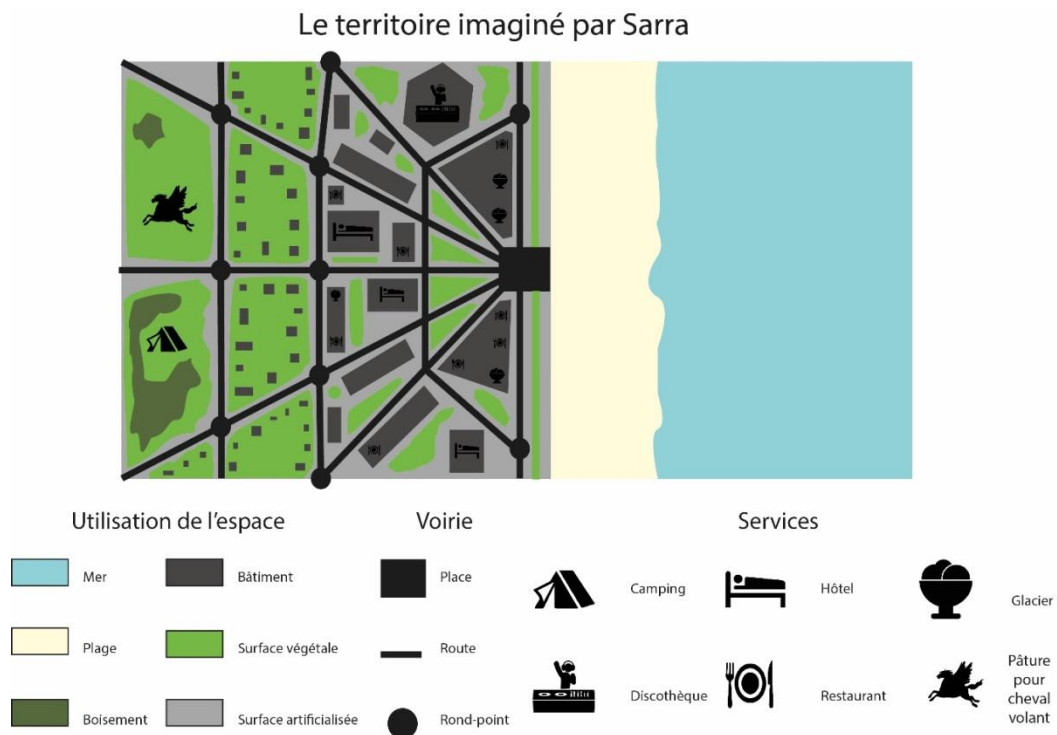 Le territoire imaginé par Sarra
Utilisation de l'espace
Voirie
Services
Mer
Bâtiment
Place
Camping
Hôtel
Glacier
Plage
Surface végétale
Route
Discothèque
Restaurant
Pâture
pour
cheval
volant
Boisement
Surface artificialisée
Rond-point